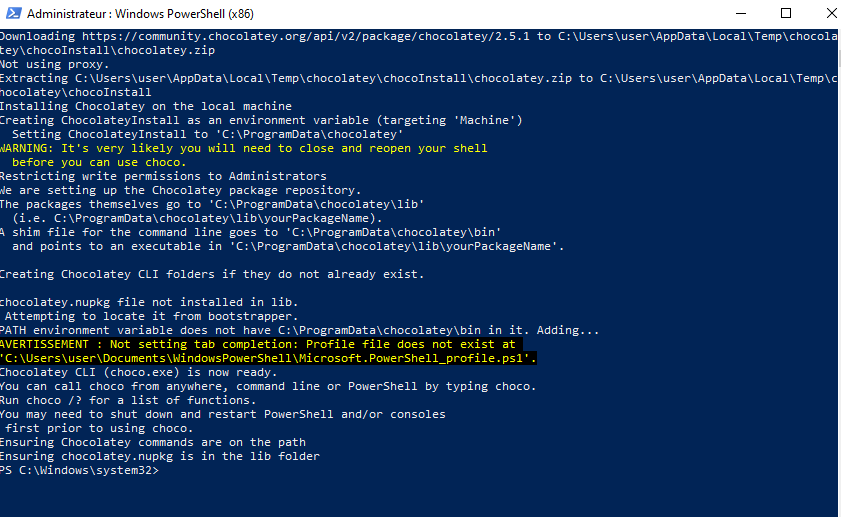 Administrateur : Windows PowerShell (x86)
Downloading https://community.chocolatey.org/api/v2/package/chocolatey/2.5.1 to C:\Users\user\AppData\Local\Temp\chocola
tey\chocoInstall\chocolatey.zip
Not using proxy.
Extracting C:\Users\user\AppData\Local\Temp\chocolatey\chocoInstall\chocolatey.zip to C:\Users\user\AppData\Local\Temp\c
hocolatey\chocoInstall
Installing Chocolatey on the local machine
Creating ChocolateyInstall as an environment variable (targeting 'Machine')
  Setting ChocolateyInstall to 'C:\ProgramData\chocolatey'
WARNING: It's very likely you will need to close and reopen your shell
  before you can use choco.
Restricting write permissions to Administrators
We are setting up the Chocolatey package repository.
The packages themselves go to 'C:\ProgramData\chocolatey\lib'
  (i.e. C:\ProgramData\chocolatey\lib\yourPackageName).
A shim file for the command line goes to 'C:\ProgramData\chocolatey\bin'
  and points to an executable in 'C:\ProgramData\chocolatey\lib\yourPackageName'.
Creating Chocolatey CLI folders if they do not already exist.
chocolatey.nupkg file not installed in lib.
 Attempting to locate it from bootstrapper.
PATH environment variable does not have C:\ProgramData\chocolatey\bin in it. Adding...
AVERTISSEMENT : Not setting tab completion: Profile file does not exist at
'C:\Users\user\Documents\WindowsPowerShell\Microsoft.PowerShell_profile.ps1'.
Chocolatey CLI (choco.exe) is now ready.
You can call choco from anywhere, command line or PowerShell by typing choco.
Run choco /? for a list of functions.
You may need to shut down and restart PowerShell and/or consoles
 first prior to using choco.
Ensuring Chocolatey commands are on the path
Ensuring chocolatey.nupkg is in the lib folder
PS C:\Windows\system32>